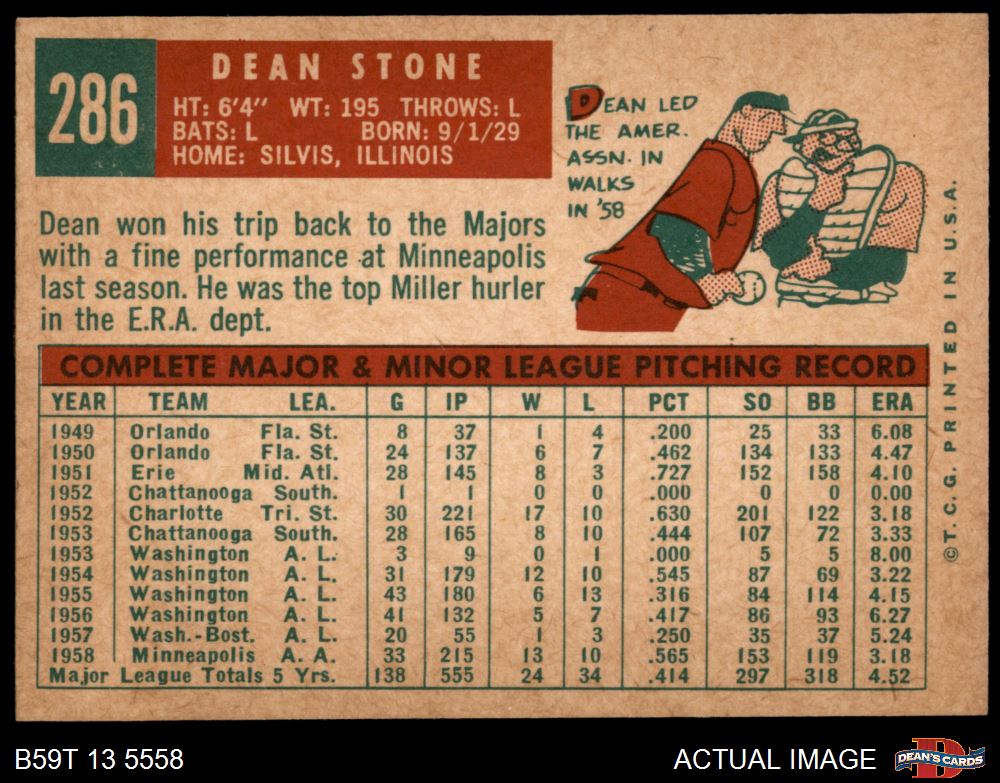 286
DEAN STONE
HT: 6'4" WT: 195 THROWS: L
BATS: L BORN: 9/1/29
HOME: SILVIS, ILLINOIS
DEAN LED
THE AMER.
ASSN. IN
WALKS
IN '58
Dean won his trip back to the Majors
with a fine performance at Minneapolis
last season. He was the top Miller hurler
in the E.R.A. dept.
COMPLETE MAJOR & MINOR LEAGUE PITCHING RECORD
YEAR TEAM LEA. G IP W L PCT SO BB ERA
1949 Orlando Fla. St. 8 37 1 4 .200 25 33 6.08
1950 Orlando Fla. St. 24 137 6 7 .462 134 133 4.47
1951 Erie Mid. Atl. 28 145 8 3 .727 152 158 4.10
1952 Chattanooga South. 1 1 0 0 .000 0 0 0.00
1952 Charlotte Tri. St. 30 221 17 10 .630 201 122 3.18
1953 Chattanooga South. 28 165 8 10 .444 107 72 3.33
1953 Washington A. L. 3 9 0 1 .000 5 5 8.00
1954 Washington A. L. 31 179 12 10 .545 87 69 3.22
1955 Washington A. L. 43 180 6 13 .316 84 114 4.15
1956 Washington A. L. 41 132 5 7 .417 86 93 6.27
1957 Wash.-Bost. A. L. 20 55 1 3 .250 35 37 5.24
1958 Minneapolis A. A. 33 215 13 10 .565 153 119 3.18
Major League Totals 5 Yrs. 138 555 24 34 .414 297 318 4.52
©T.C.G. PRINTED IN U.S.A.
B59T 13 5558
ACTUAL IMAGE
D
DEAN'S CARDS